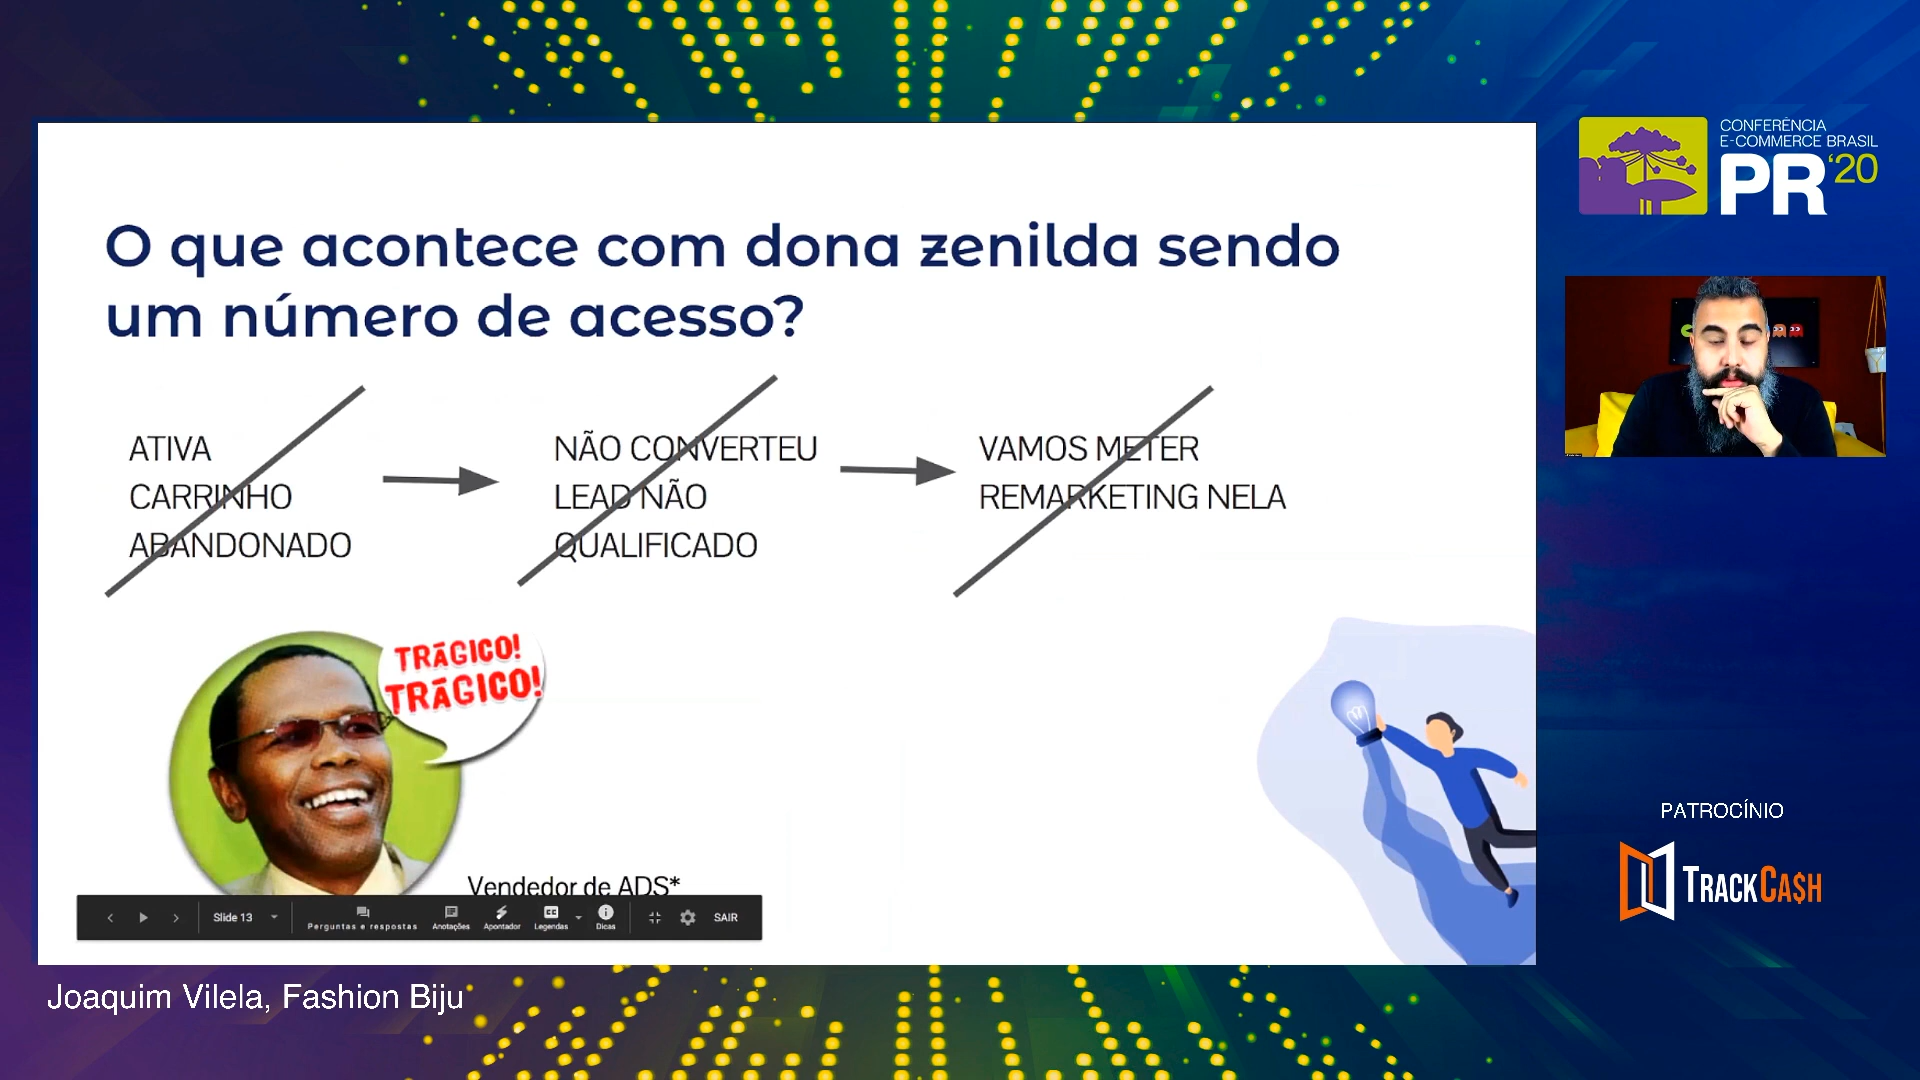 CONFERÊNCIA
E-COMMERCE BRASIL
PR'20
O que acontece com dona zenilda sendo
um número de acesso?
ATIVA
CARRINHO
ABANDONADO
NÃO CONVERTEU
LEAD NÃO
QUALIFICADO
VAMOS METER
REMARKETING NELA
TRÁGICO!
TRÁGICO!
Vendedor de ADS*
Slide 13
Perguntas e respostas
Anotações
Apontador
CC
Legendas
Dicas
SAIR
PATROCÍNIO
TRACKCA$H
Joaquim Vilela, Fashion Biju